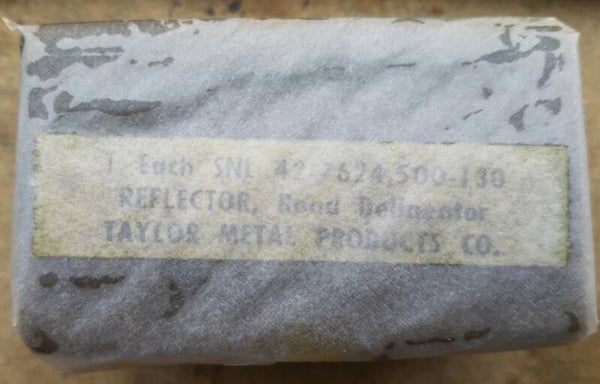 1 Each SNL 42-7624.500-130
REFLECTOR, Road Delineator
TAYLOR METAL PRODUCTS CO.